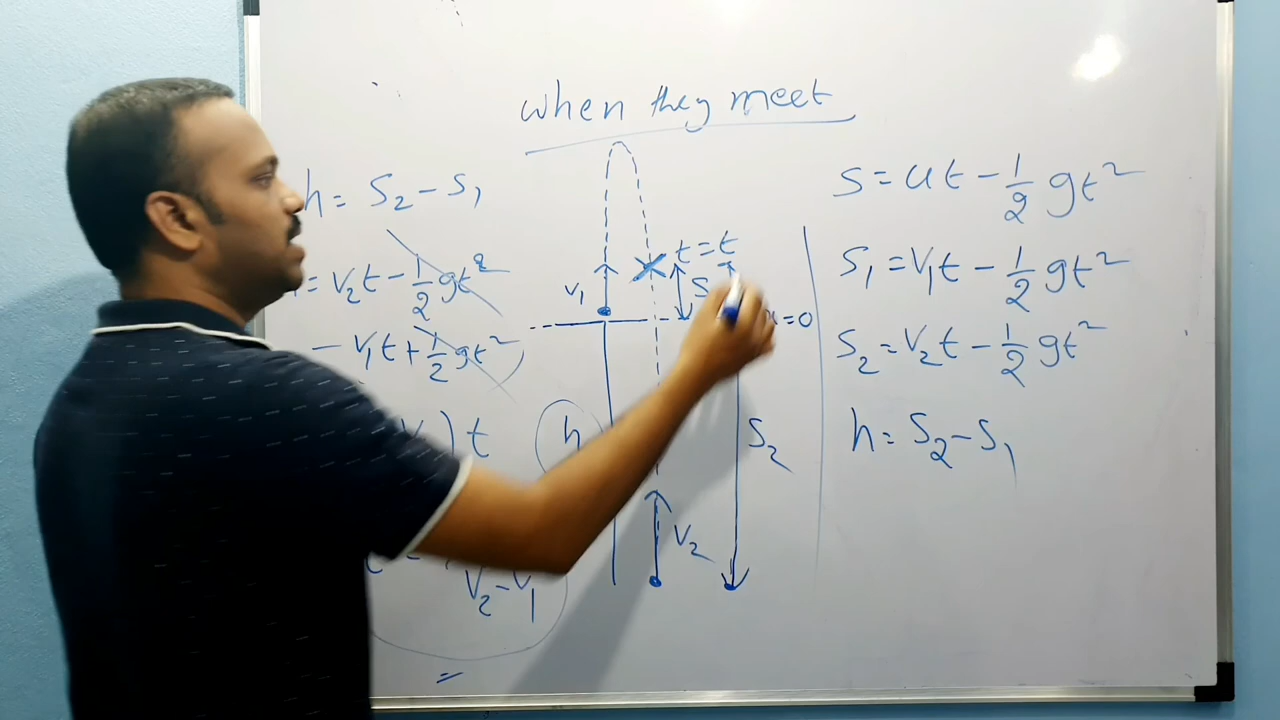 when they meet
h = S₂ - S₁
= V₂t - 1/2 gt²
- V₁t + 1/2 gt²
) t
V₂ - V₁
=
t = t
V₁
S
= 0
h
S₂
V₂
S = ut - 1/2 gt²
S₁ = V₁t - 1/2 gt²
S₂ = V₂t - 1/2 gt²
h = S₂ - S₁